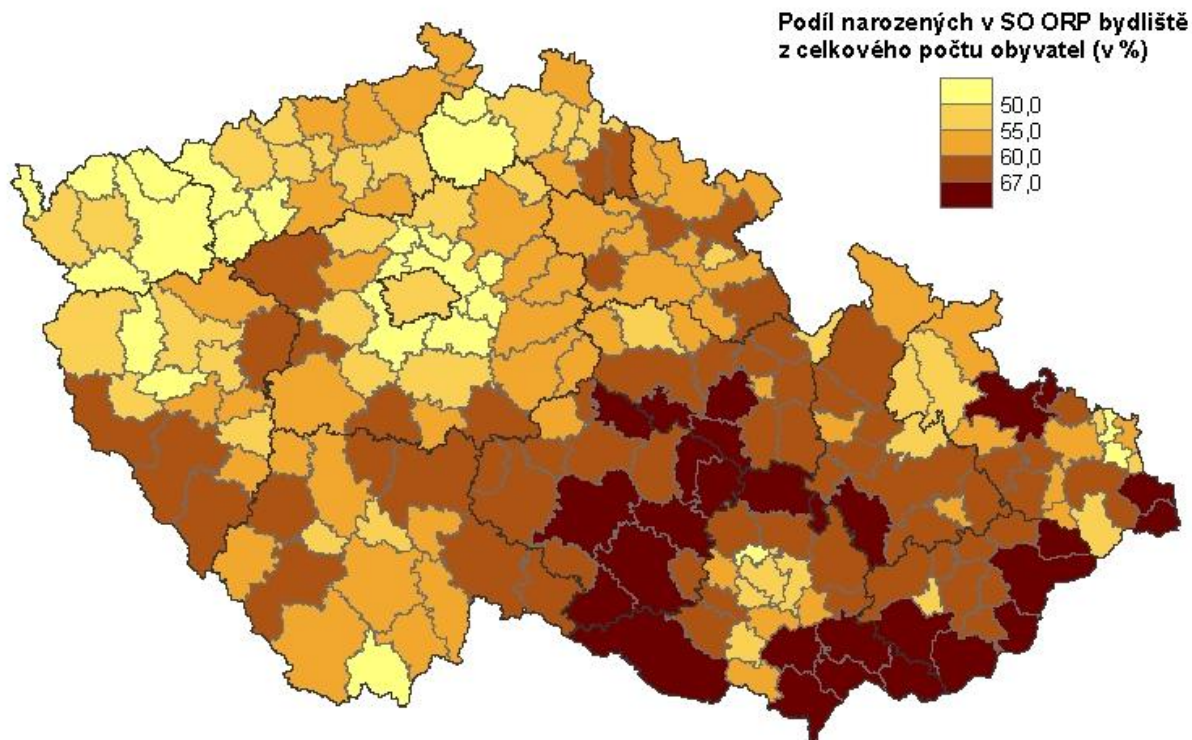 Podíl narozených v SO ORP bydliště
z celkového počtu obyvatel (v %)
50,0
55,0
60,0
67,0